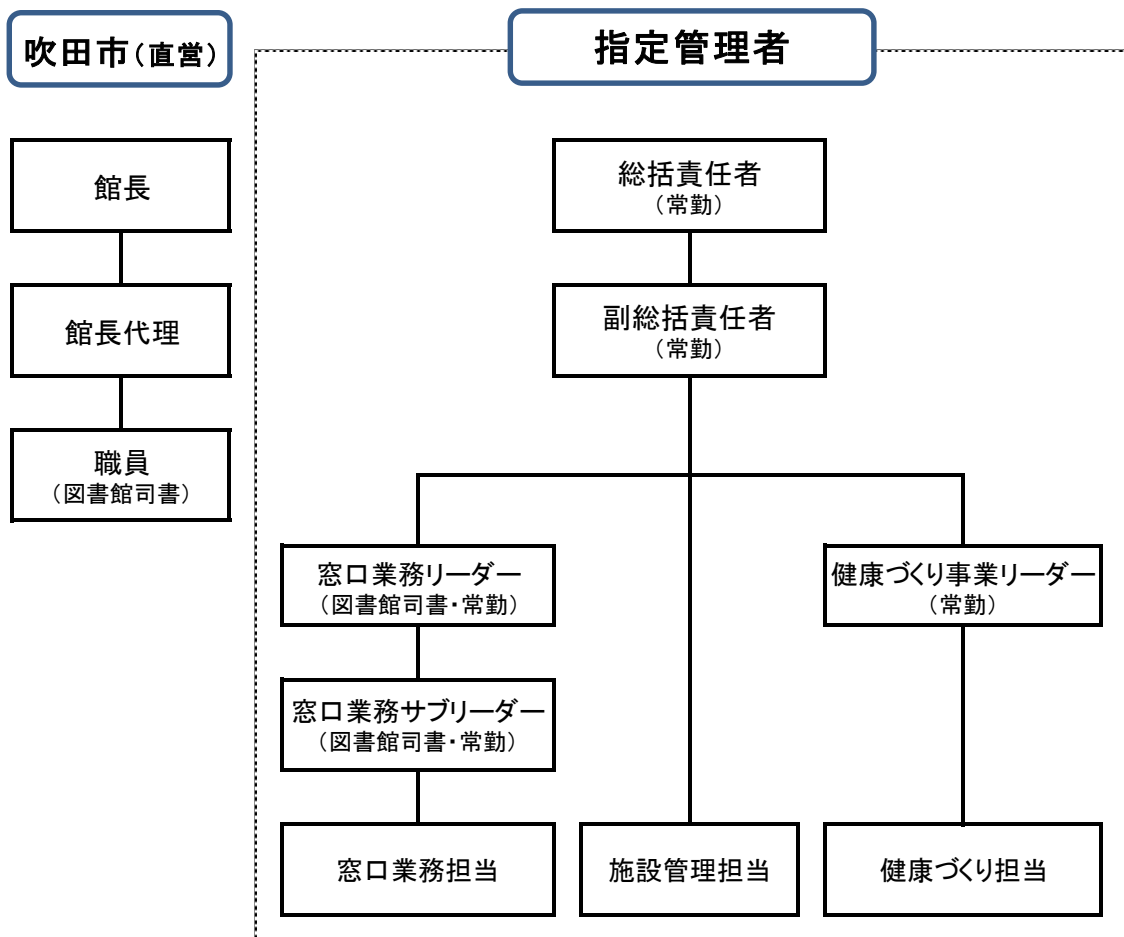 吹田市(直営)
指定管理者
館長
館長代理
職員
(図書館司書)
総括責任者
(常勤)
副総括責任者
(常勤)
窓口業務リーダー
(図書館司書・常勤)
健康づくり事業リーダー
(常勤)
窓口業務サブリーダー
(図書館司書・常勤)
窓口業務担当
施設管理担当
健康づくり担当